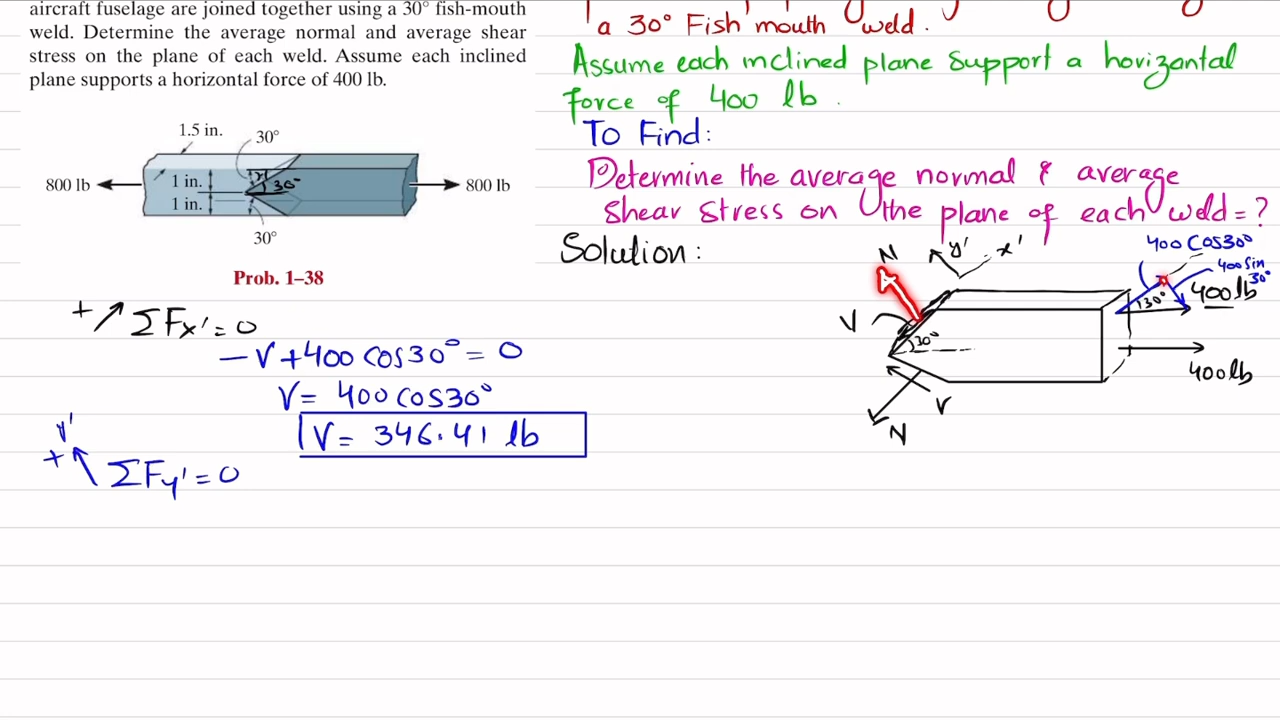 aircraft fuselage are joined together using a 30° fish-mouth
weld. Determine the average normal and average shear
stress on the plane of each weld. Assume each inclined
plane supports a horizontal force of 400 lb.
1.5 in.
30°
800 lb
1 in.
30°
800 lb
1 in.
30°
Prob. 1–38
a 30° Fish mouth weld.
Assume each inclined plane support a horizontal
force of 400 lb.
To Find:
Determine the average normal & average
shear stress on the plane of each weld = ?
Solution:
N
y'
x'
400 Cos30°
400 Sin
30°
30°
400 lb
V
30°
400 lb
V
N
+ ΣFx' = 0
- V + 400 Cos30° = 0
V = 400 Cos30°
V = 346.41 lb
y'
+ ΣFy' = 0